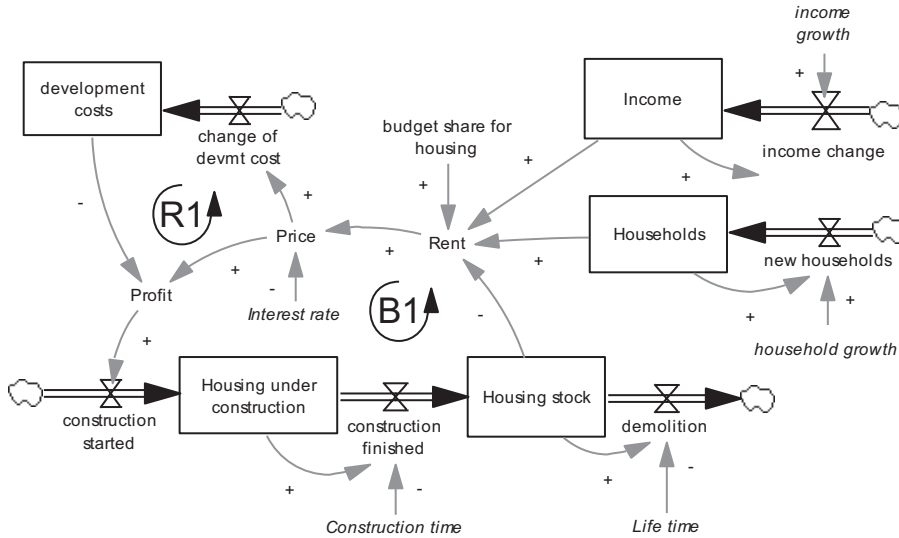 income
growth
+
development
costs
change of
devmt cost
Income
income change
+
budget share for
housing
+
+
-
R1
+
Price
+
-
Interest rate
+
Rent
+
Households
new households
+
+
household growth
Profit
+
B1
-
construction
started
Housing under
construction
construction
finished
Housing stock
demolition
+
-
Construction time
+
-
Life time